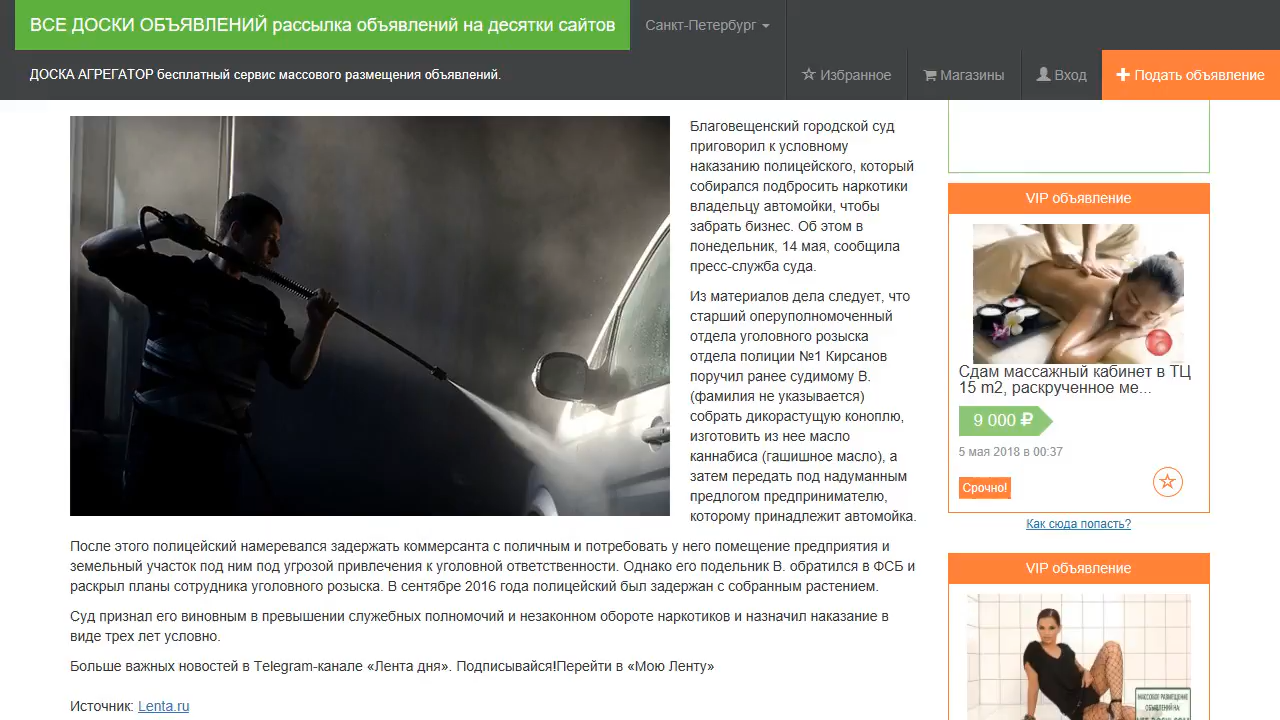 ВСЕ ДОСКИ ОБЪЯВЛЕНИЙ рассылка объявлений на десятки сайтов
Санкт-Петербург
ДОСКА АГРЕГАТОР бесплатный сервис массового размещения объявлений.
Избранное
Магазины
Вход
Подать объявление
Благовещенский городской суд
приговорил к условному
наказанию полицейского, который
собирался подбросить наркотики
владельцу автомойки, чтобы
забрать бизнес. Об этом в
понедельник, 14 мая, сообщила
пресс-служба суда.
Из материалов дела следует, что
старший оперуполномоченный
отдела уголовного розыска
отдела полиции №1 Кирсанов
поручил ранее судимому В.
(фамилия не указывается)
собрать дикорастущую коноплю,
изготовить из нее масло
каннабиса (гашишное масло), а
затем передать под надуманным
предлогом предпринимателю,
которому принадлежит автомойка.
После этого полицейский намеревался задержать коммерсанта с поличным и потребовать у него помещение предприятия и
земельный участок под ним под угрозой привлечения к уголовной ответственности. Однако его подельник В. обратился в ФСБ и
раскрыл планы сотрудника уголовного розыска. В сентябре 2016 года полицейский был задержан с собранным растением.
Суд признал его виновным в превышении служебных полномочий и незаконном обороте наркотиков и назначил наказание в
виде трех лет условно.
Больше важных новостей в Telegram-канале «Лента дня». Подписывайся!Перейти в «Мою Ленту»
Источник: Lenta.ru
VIP объявление
Сдам массажный кабинет в ТЦ
15 m2, раскрученное ме...
9 000 ₽
5 мая 2018 в 00:37
Срочно!
Как сюда попасть?
VIP объявление
МАССОВОЕ РАЗМЕЩЕНИЕ
ОБЪЯВЛЕНИЙ НА: